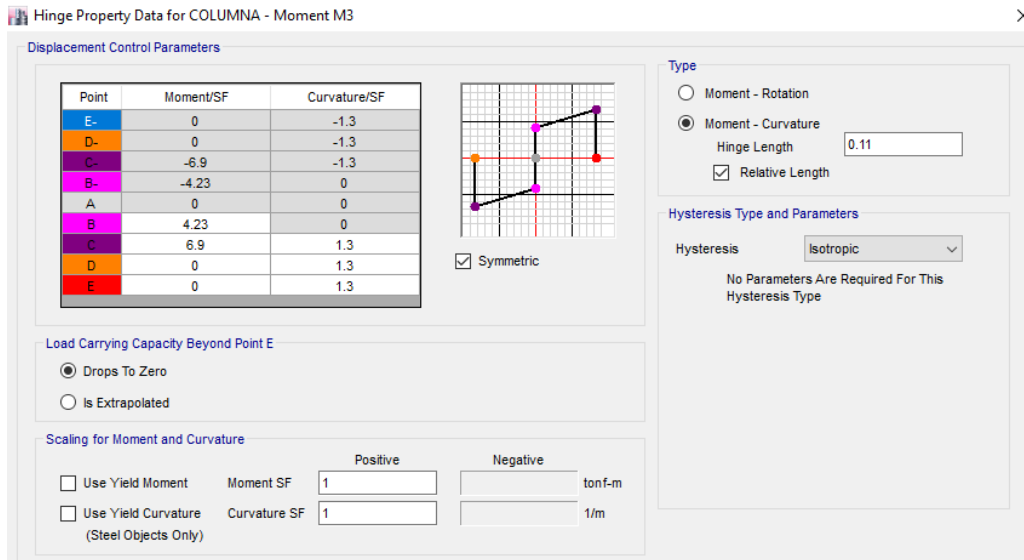 Hinge Property Data for COLUMNA - Moment M3
Displacement Control Parameters
Point Moment/SF Curvature/SF
E- 0 -1.3
D- 0 -1.3
C- -6.9 -1.3
B- -4.23 0
A 0 0
B 4.23 0
C 6.9 1.3
D 0 1.3
E 0 1.3
Symmetric
Type
Moment - Rotation
Moment - Curvature
Hinge Length 0.11
Relative Length
Hysteresis Type and Parameters
Hysteresis Isotropic
No Parameters Are Required For This
Hysteresis Type
Load Carrying Capacity Beyond Point E
Drops To Zero
Is Extrapolated
Scaling for Moment and Curvature
Positive Negative
Use Yield Moment Moment SF 1 tonf-m
Use Yield Curvature Curvature SF 1 1/m
(Steel Objects Only)